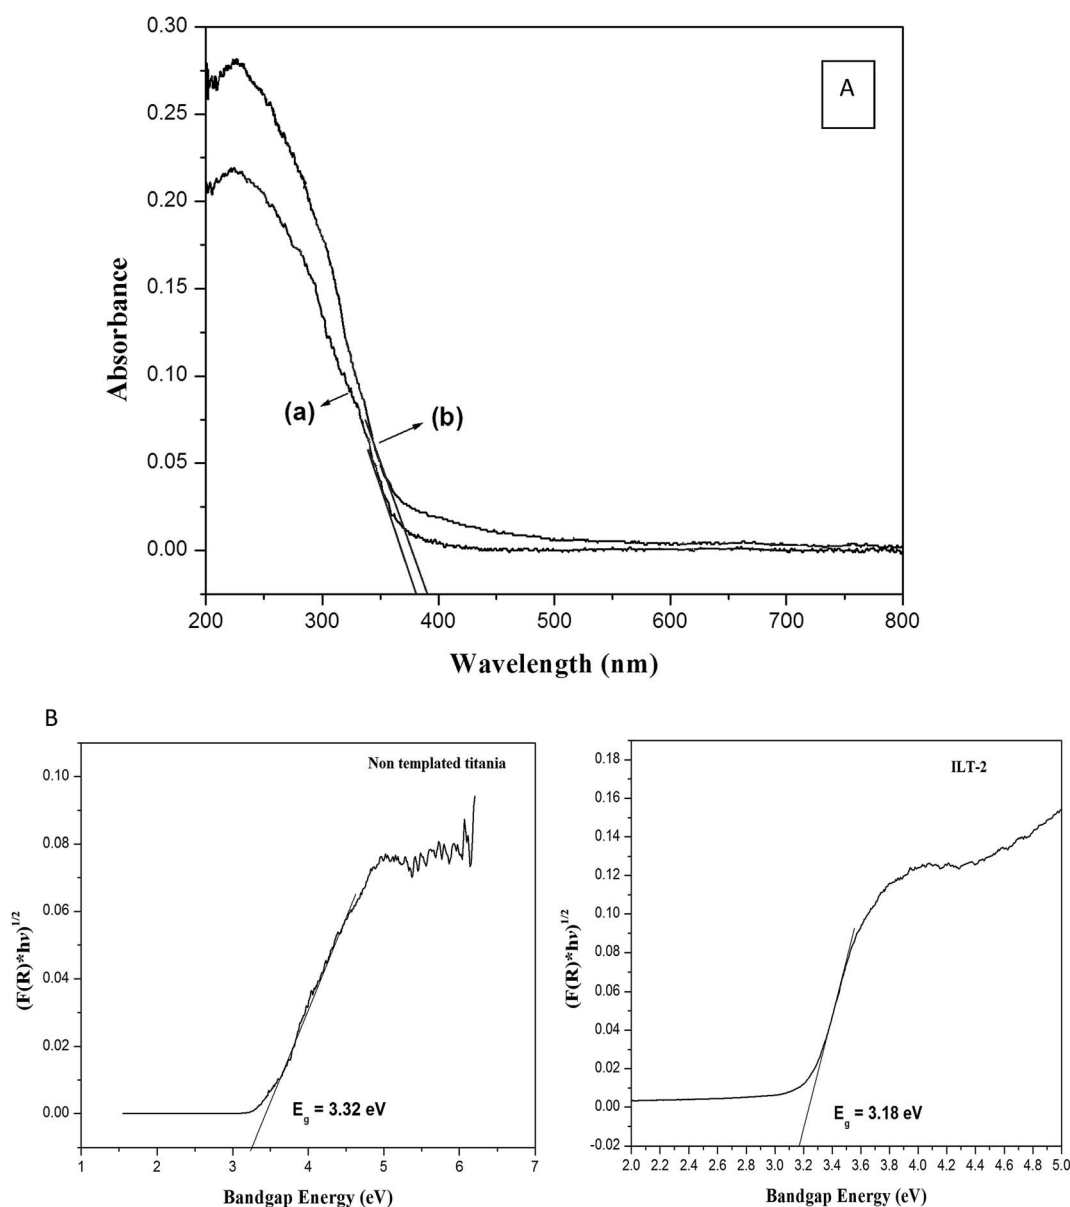 A
0.30
0.25
0.20
0.15
0.10
0.05
0.00
Absorbance
(a)
(b)
200 300 400 500 600 700 800
Wavelength (nm)
B
Non templated titania
0.10
0.08
0.06
0.04
0.02
0.00
(F(R)*hν)^1/2
E_g = 3.32 eV
1 2 3 4 5 6 7
Bandgap Energy (eV)
ILT-2
0.18
0.16
0.14
0.12
0.10
0.08
0.06
0.04
0.02
0.00
-0.02
(F(R)*hν)^1/2
E_g = 3.18 eV
2.0 2.2 2.4 2.6 2.8 3.0 3.2 3.4 3.6 3.8 4.0 4.2 4.4 4.6 4.8 5.0
Bandgap Energy (eV)